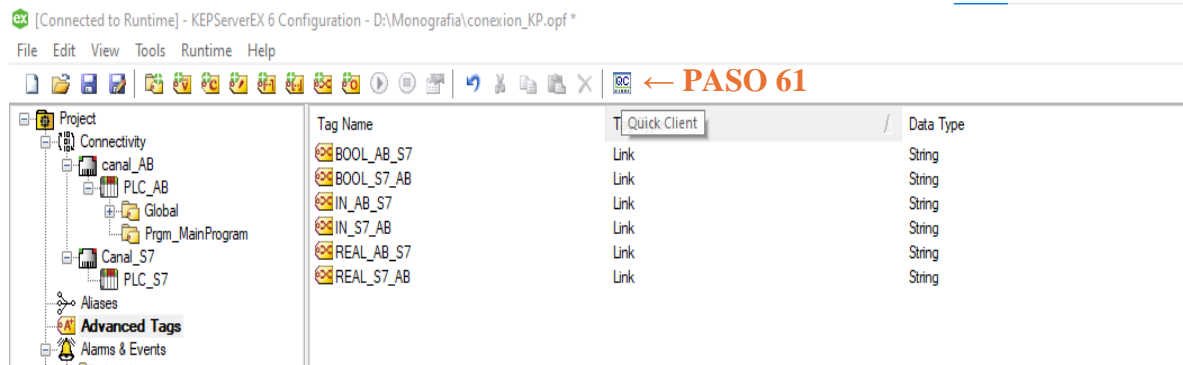 [Connected to Runtime] - KEPServerEX 6 Configuration - D:\Monografia\conexion_KP.opf *
File Edit View Tools Runtime Help
← PASO 61
Project
Connectivity
canal_AB
PLC_AB
Global
Prgm_MainProgram
Canal_S7
PLC_S7
Aliases
Advanced Tags
Alarms & Events
Tag Name Quick Client Data Type
BOOL_AB_S7 Link String
BOOL_S7_AB Link String
IN_AB_S7 Link String
IN_S7_AB Link String
REAL_AB_S7 Link String
REAL_S7_AB Link String